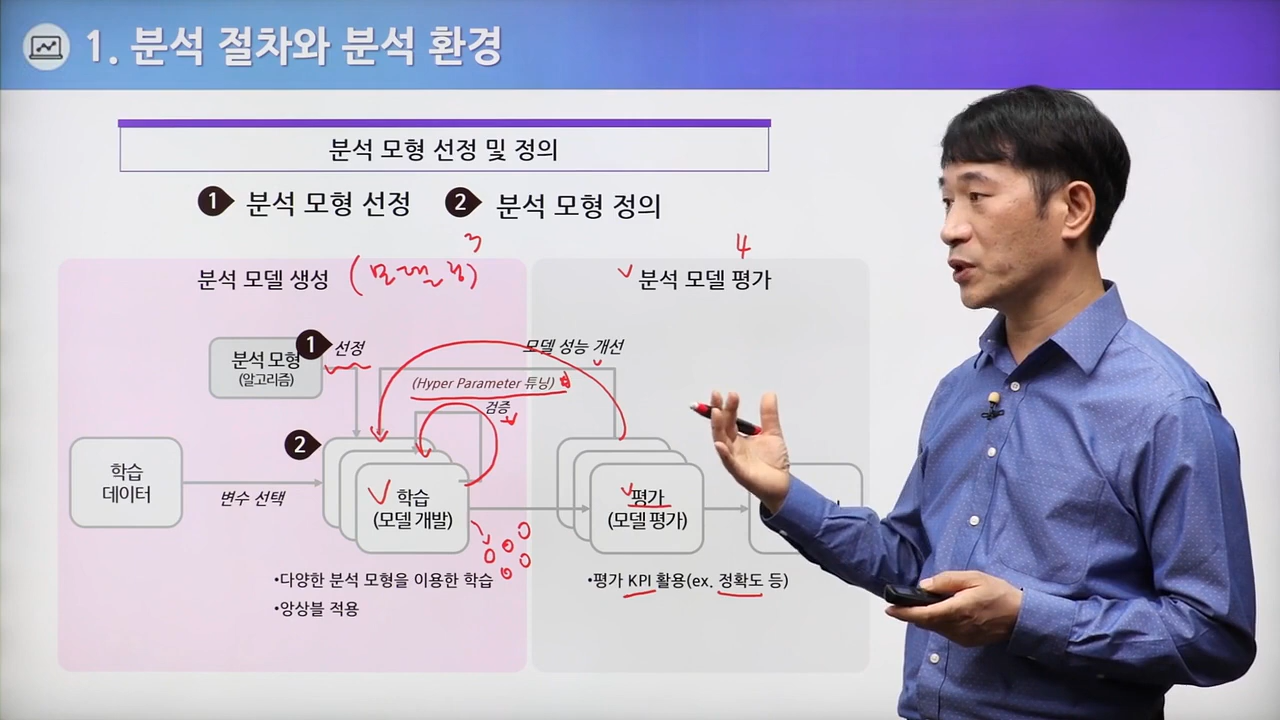 1. 분석 절차와 분석 환경
분석 모형 선정 및 정의
1 분석 모형 선정
2 분석 모형 정의
3
4
분석 모델 생성 (모델링)
분석 모델 평가
분석 모형
(알고리즘)
1
선정
모델 성능 개선
(Hyper Parameter 튜닝)
검증
2
학습
데이터
변수 선택
학습
(모델 개발)
평가
(모델 평가)
•다양한 분석 모형을 이용한 학습
•앙상블 적용
•평가 KPI 활용(ex. 정확도 등)